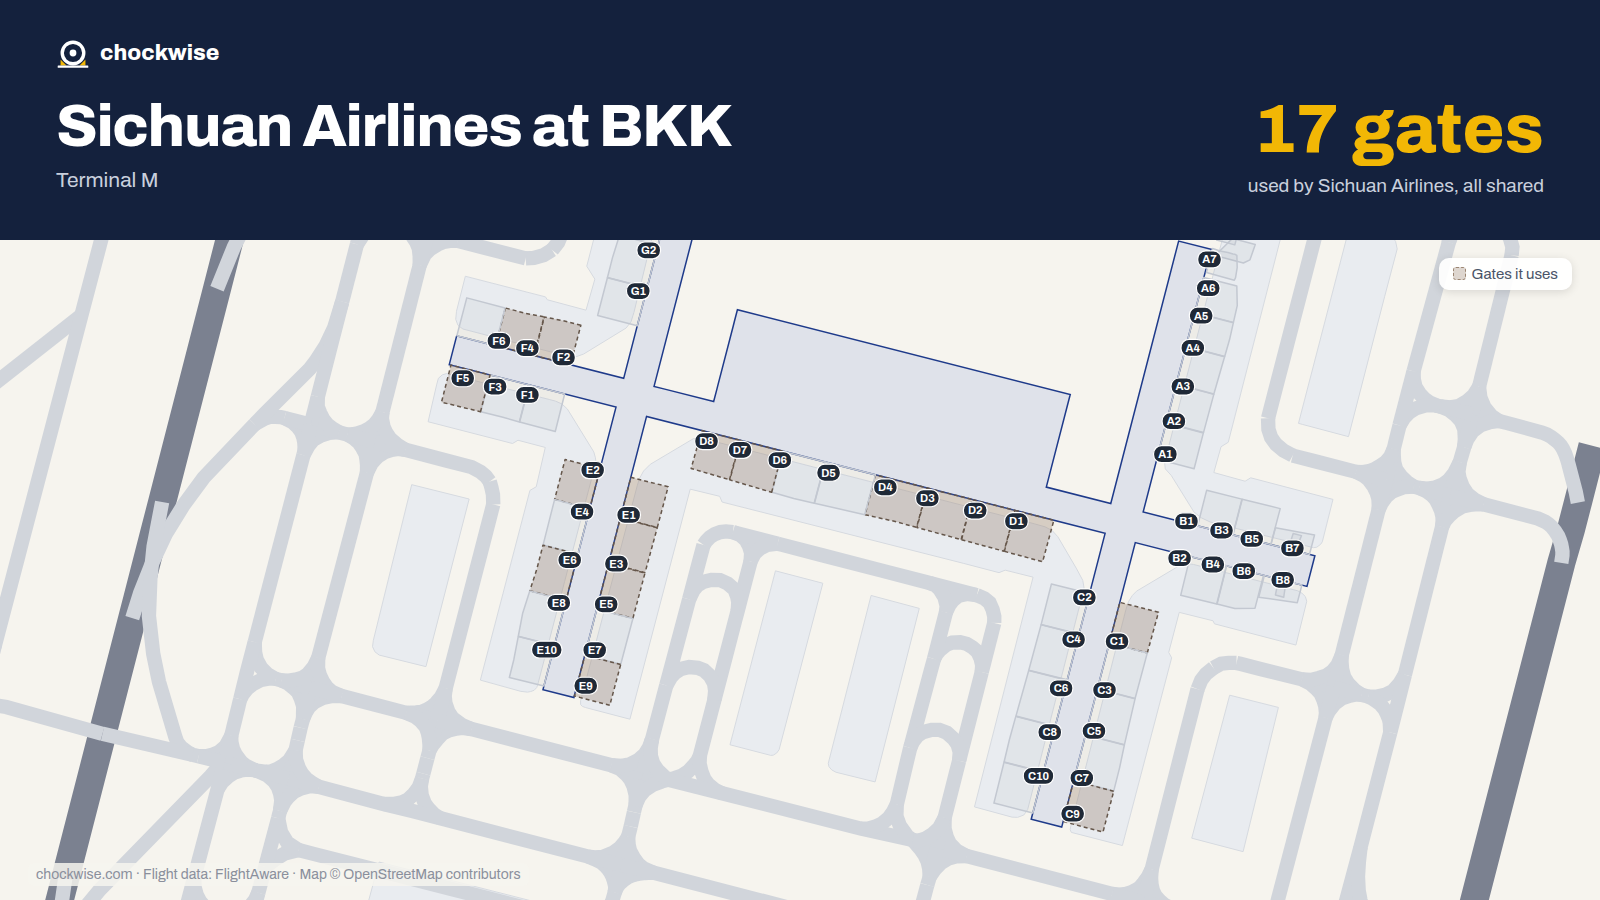 chockwise
Sichuan Airlines at BKK
Terminal M
17 gates
used by Sichuan Airlines, all shared
Gates it uses
G2
G1
A7
A6
A5
A4
A3
A2
A1
F6
F4
F2
F5
F3
F1
D8
D7
D6
D5
D4
D3
D2
D1
E2
E4
E1
E6
E3
E8
E5
E10
E7
E9
B1
B3
B5
B7
B2
B4
B6
B8
C2
C4
C1
C6
C3
C8
C5
C10
C7
C9
chockwise.com · Flight data: FlightAware · Map © OpenStreetMap contributors